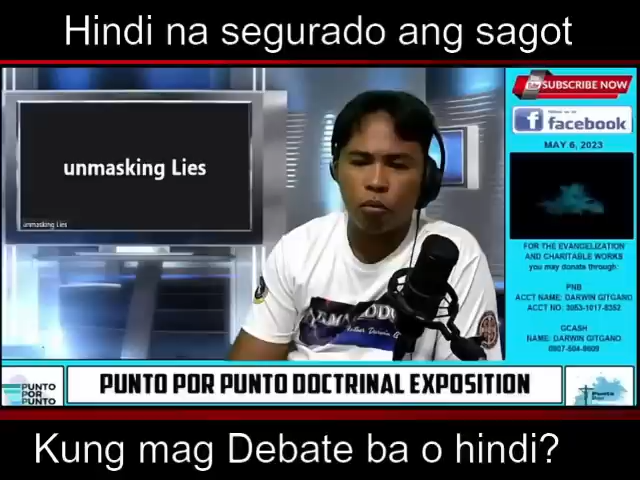 Hindi na segurado ang sagot
SUBSCRIBE NOW
unmasking Lies
unmasking Lies
facebook
MAY 6, 2023
FOR THE EVANGELIZATION
AND CHARITABLE WORKS
you may donate through:
PNB
ACCT NAME: DARWIN GITGANO
GCASH
NAME: DARWIN GITGANO
PUNTO
POR
PUNTO
PUNTO POR PUNTO DOCTRINAL EXPOSITION
Kung mag Debate ba o hindi?